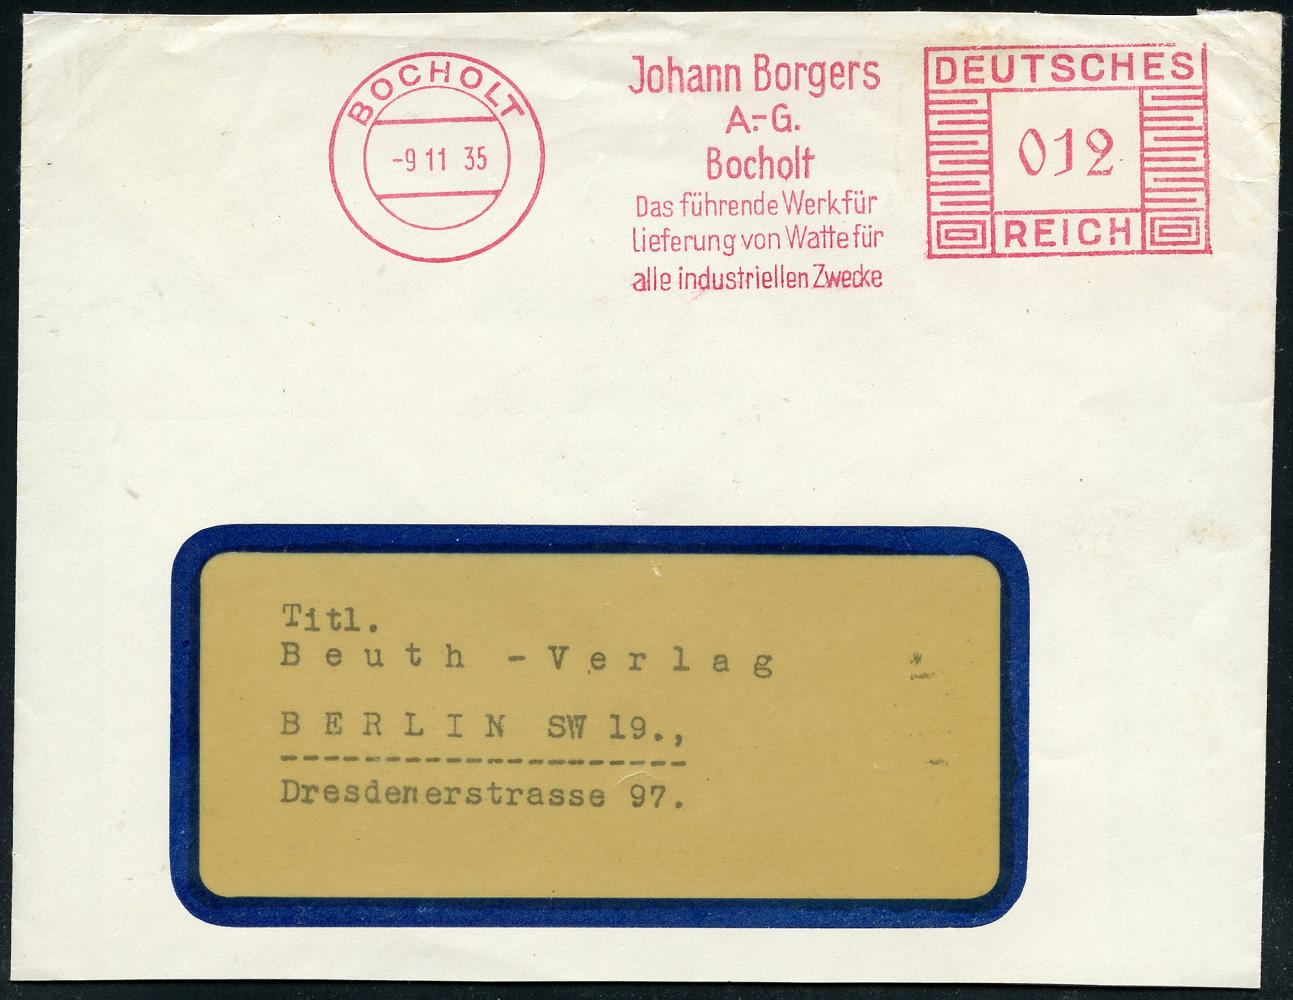 BOCHOLT
-9 11 35
Johann Borgers
A.-G.
Bocholt
Das führende Werk für
Lieferung von Watte für
alle industriellen Zwecke
DEUTSCHES
012
REICH
Titl.
Beuth -Verlag
BERLIN SW 19.,
Dresdenerstrasse 97.